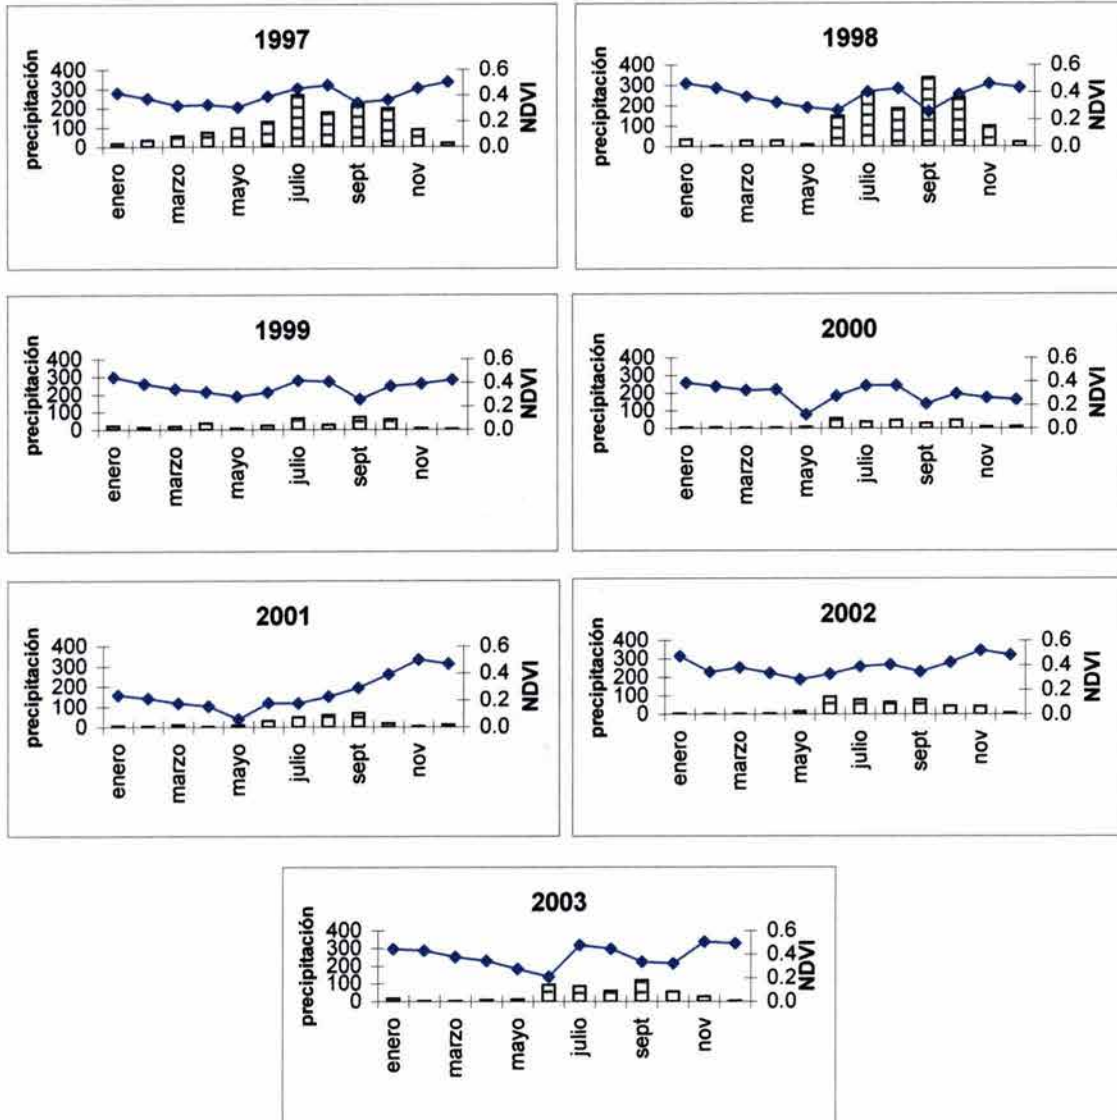 1997
precipitación
400
300
200
100
0
0.6
0.4
0.2
0.0
NDVI
enero
marzo
mayo
julio
sept
nov
1998
precipitación
400
300
200
100
0
0.6
0.4
0.2
0.0
NDVI
enero
marzo
mayo
julio
sept
nov
1999
precipitación
400
300
200
100
0
0.6
0.4
0.2
0.0
NDVI
enero
marzo
mayo
julio
sept
nov
2000
precipitación
400
300
200
100
0
0.6
0.4
0.2
0.0
NDVI
enero
marzo
mayo
julio
sept
nov
2001
precipitación
400
300
200
100
0
0.6
0.4
0.2
0.0
NDVI
enero
marzo
mayo
julio
sept
nov
2002
precipitación
400
300
200
100
0
0.6
0.4
0.2
0.0
NDVI
enero
marzo
mayo
julio
sept
nov
2003
precipitación
400
300
200
100
0
0.6
0.4
0.2
0.0
NDVI
enero
marzo
mayo
julio
sept
nov